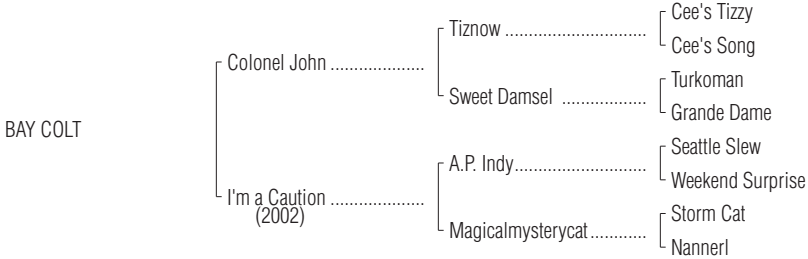 Cee's Tizzy
Tiznow ..............................
Cee's Song
Colonel John ....................
Turkoman
Sweet Damsel ..................
Grande Dame
BAY COLT
Seattle Slew
A.P. Indy............................
Weekend Surprise
I'm a Caution ....................
(2002)
Storm Cat
Magicalmysterycat............
Nannerl